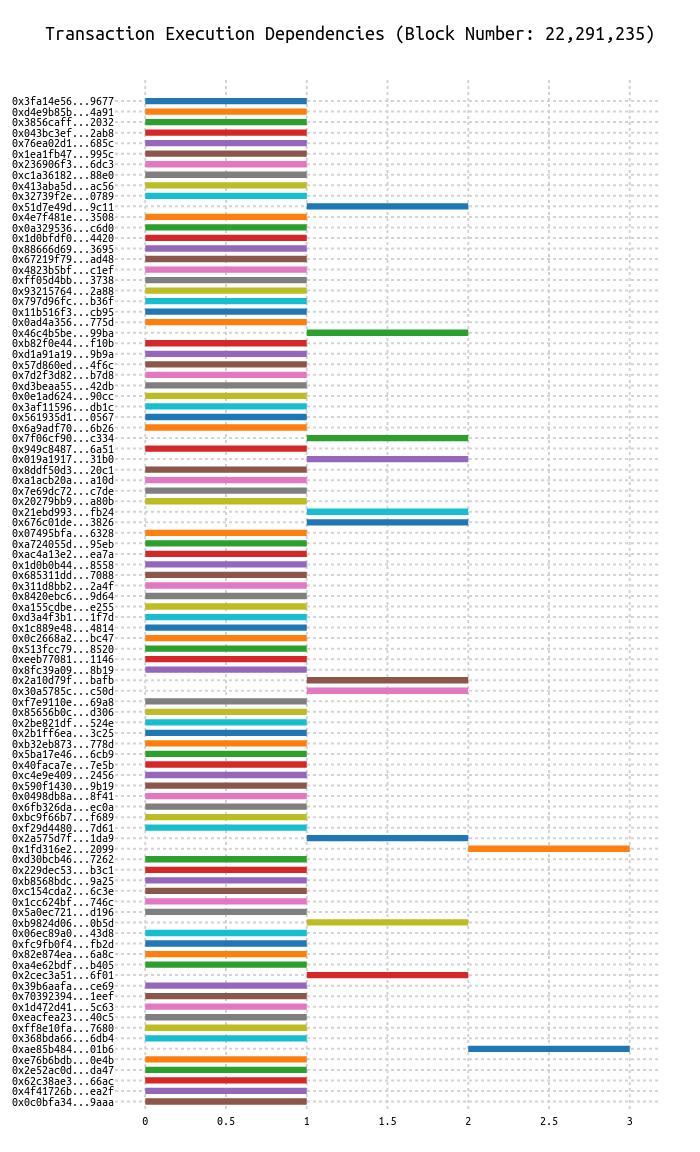 Transaction Execution Dependencies (Block Number: 22,291,235)
0x3fa14e56...9677
0xd4e9b85b...4a91
0x3856caff...2032
0x043bc3ef...2ab8
0x76ea02d1...685c
0x1ea1fb47...995c
0x236906f3...6dc3
0xc1a36182...88e0
0x413aba5d...ac56
0x32739f2e...0789
0x51d7e49d...9c11
0x4e7f481e...3508
0x0a329536...c6d0
0x1d0bfdf0...4420
0x88666d69...3695
0x67219f79...ad48
0x4823b5bf...c1ef
0xff05d4bb...3738
0x93215764...2a88
0x797d96fc...b36f
0x11b516f3...cb95
0x0ad4a356...775d
0x46c4b5be...99ba
0xb82f0e44...f10b
0xd1a91a19...9b9a
0x57d860ed...4f6c
0x7d2f3d82...b7d8
0xd3beaa55...42db
0x0e1ad624...90cc
0x3af11596...db1c
0x561935d1...0567
0x6a9adf70...6b26
0x7f06cf90...c334
0x949c8487...6a51
0x019a1917...31b0
0x8ddf50d3...20c1
0xa1acb20a...a10d
0x7e69dc72...c7de
0x20279bb9...a80b
0x21ebd993...fb24
0x676c01de...3826
0x07495bfa...6328
0xa724055d...95eb
0xac4a13e2...ea7a
0x1d0b0b44...8558
0x685311dd...7088
0x311d8bb2...2a4f
0x8420ebc6...9d64
0xa155cdbe...e255
0xd3a4f3b1...1f7d
0x1c889e48...4814
0x0c2668a2...bc47
0x513fcc79...8520
0xeeb77081...1146
0x8fc39a09...8b19
0x2a10d79f...bafb
0x30a5785c...c50d
0xf7e9110e...69a8
0x85656b0c...d306
0x2be821df...524e
0x2b1ff6ea...3c25
0xb32eb873...778d
0x5ba17e46...6cb9
0x40faca7e...7e5b
0xc4e9e409...2456
0x590f1430...9b19
0x0498db8a...8f41
0x6fb326da...ec0a
0xbc9f66b7...f689
0xf29d4480...7d61
0x2a575d7f...1da9
0x1fd316e2...2099
0xd30bcb46...7262
0x229dec53...b3c1
0xb8568bdc...9a25
0xc154cda2...6c3e
0x1cc624bf...746c
0x5a0ec721...d196
0xb9824d06...0b5d
0x06ec89a0...43d8
0xfc9fb0f4...fb2d
0x82e874ea...6a8c
0xa4e62bdf...b405
0x2cec3a51...6f01
0x39b6aafa...ce69
0x70392394...1eef
0x1d472d41...5c63
0xeacfea23...40c5
0xff8e10fa...7680
0x368bda66...6db4
0xae85b484...01b6
0xe76b6bdb...0e4b
0x2e52ac0d...da47
0x62c38ae3...66ac
0x4f41726b...ea2f
0x0c0bfa34...9aaa
0 0.5 1 1.5 2 2.5 3